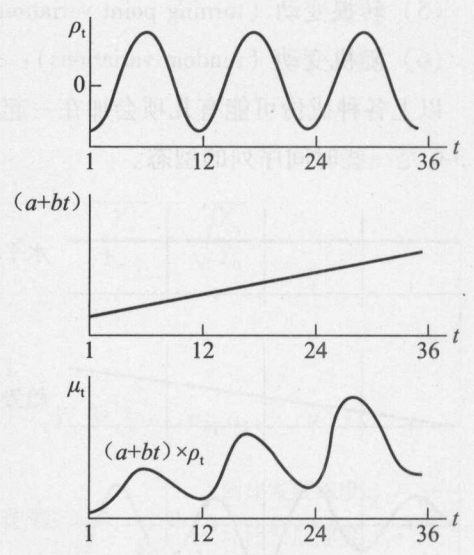 ρt
0
1 12 24 36 t
(a+bt)
1 12 24 36 t
μt
(a+bt)×ρt
1 12 24 36 t